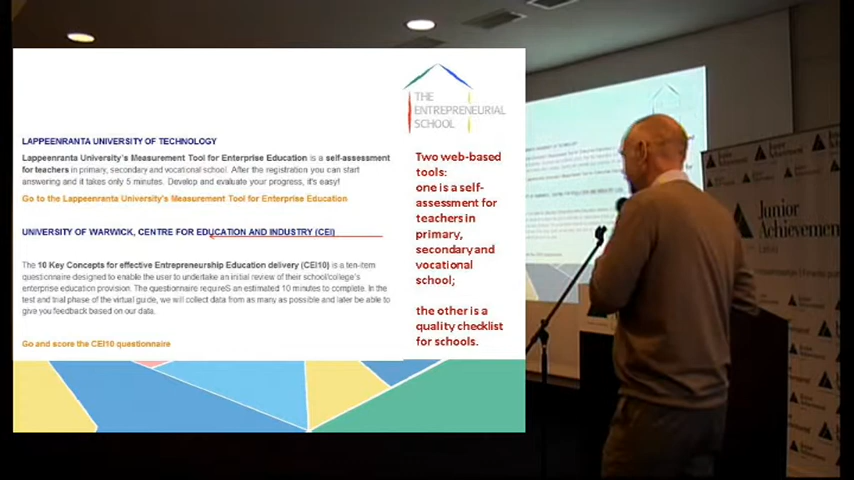 THE
ENTREPRENEURIAL
SCHOOL
LAPPEENRANTA UNIVERSITY OF TECHNOLOGY
Lappeenranta University's Measurement Tool for Enterprise Education is a self-assessment
for teachers in primary, secondary and vocational school. After the registration you can start
answering and it takes only 5 minutes. Develop and evaluate your progress, it's easy!
Go to the Lappeenranta University's Measurement Tool for Enterprise Education
UNIVERSITY OF WARWICK, CENTRE FOR EDUCATION AND INDUSTRY (CEI)
The 10 Key Concepts for effective Entrepreneurship Education delivery (CEI10) is a ten-item
questionnaire designed to enable the user to undertake an initial review of their school/college's
enterprise education provision. The questionnaire requireS an estimated 10 minutes to complete. In the
test and trial phase of the virtual guide, we will collect data from as many as possible and later be able to
give you feedback based on our data.
Go and score the CEI10 questionnaire
Two web-based
tools:
one is a self-
assessment for
teachers in
primary,
secondary and
vocational
school;
the other is a
quality checklist
for schools.
Junior
Achievement